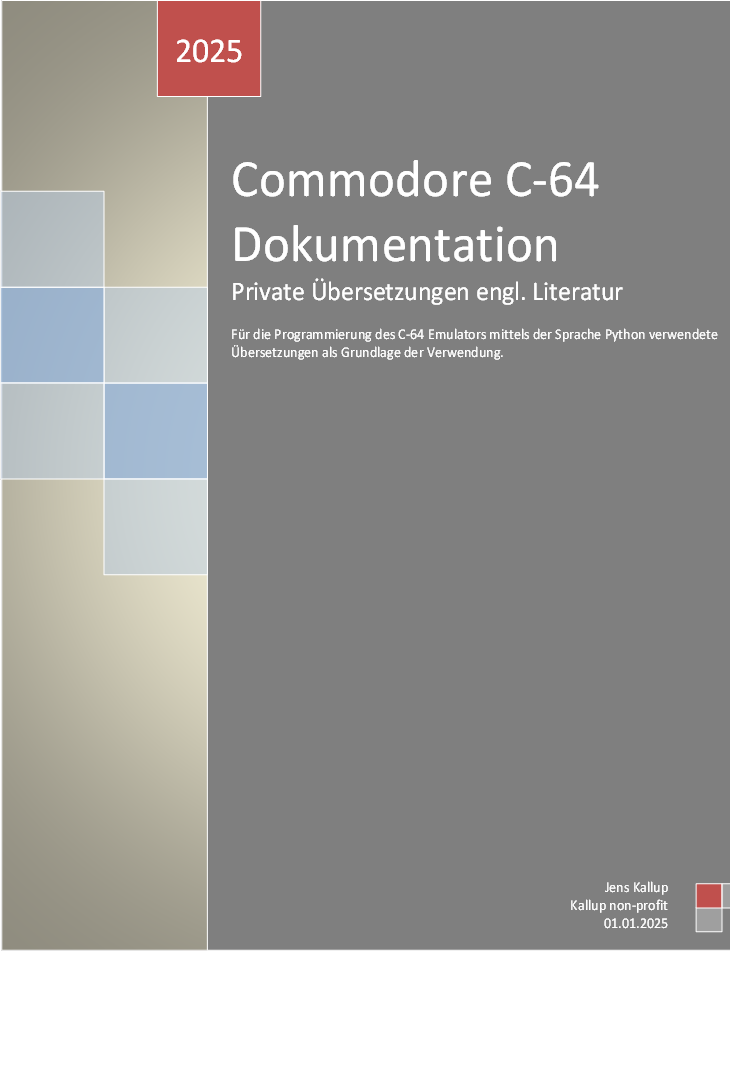 2025
Commodore C-64
Dokumentation
Private Übersetzungen engl. Literatur
Für die Programmierung des C-64 Emulators mittels der Sprache Python verwendete
Übersetzungen als Grundlage der Verwendung.
Jens Kallup
Kallup non-profit
01.01.2025